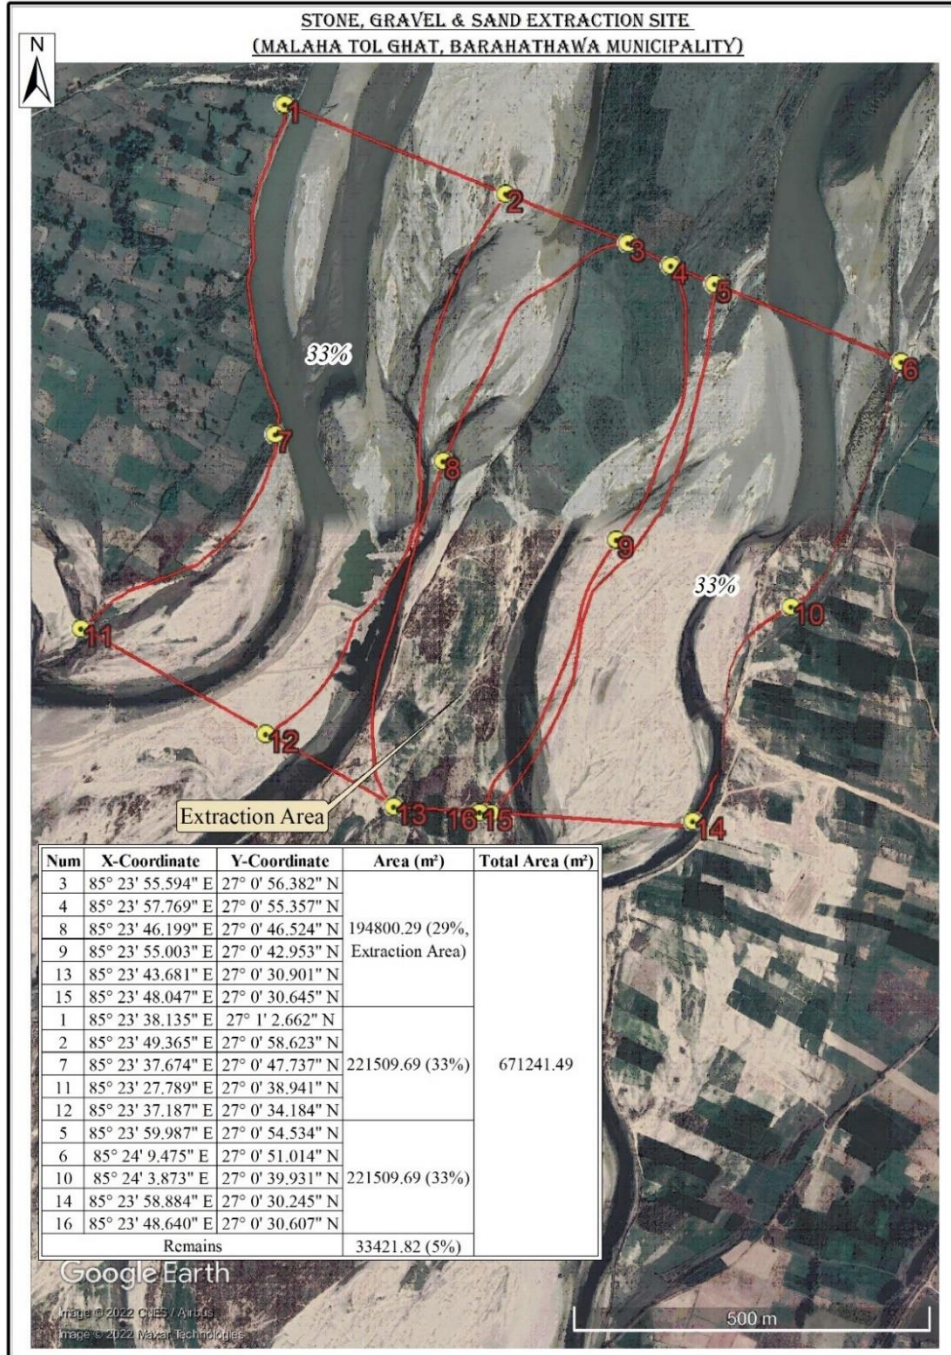 STONE, GRAVEL & SAND EXTRACTION SITE
(MALAHA TOL GHAT, BARAHATHAWA MUNICIPALITY)
N
1
2
3
4
5
6
33%
7
8
9
33%
10
11
12
Extraction Area
13
16
15
14
Num X-Coordinate Y-Coordinate Area (m²) Total Area (m²)
3 85° 23' 55.594" E 27° 0' 56.382" N
4 85° 23' 57.769" E 27° 0' 55.357" N
8 85° 23' 46.199" E 27° 0' 46.524" N 194800.29 (29%,
9 85° 23' 55.003" E 27° 0' 42.953" N Extraction Area)
13 85° 23' 43.681" E 27° 0' 30.901" N
15 85° 23' 48.047" E 27° 0' 30.645" N
1 85° 23' 38.135" E 27° 1' 2.662" N
2 85° 23' 49.365" E 27° 0' 58.623" N
7 85° 23' 37.674" E 27° 0' 47.737" N 221509.69 (33%) 671241.49
11 85° 23' 27.789" E 27° 0' 38.941" N
12 85° 23' 37.187" E 27° 0' 34.184" N
5 85° 23' 59.987" E 27° 0' 54.534" N
6 85° 24' 9.475" E 27° 0' 51.014" N
10 85° 24' 3.873" E 27° 0' 39.931" N 221509.69 (33%)
14 85° 23' 58.884" E 27° 0' 30.245" N
16 85° 23' 48.640" E 27° 0' 30.607" N
Remains 33421.82 (5%)
Google Earth
Image © 2022 CNES / Airbus
Image © 2022 Maxar Technologies
500 m